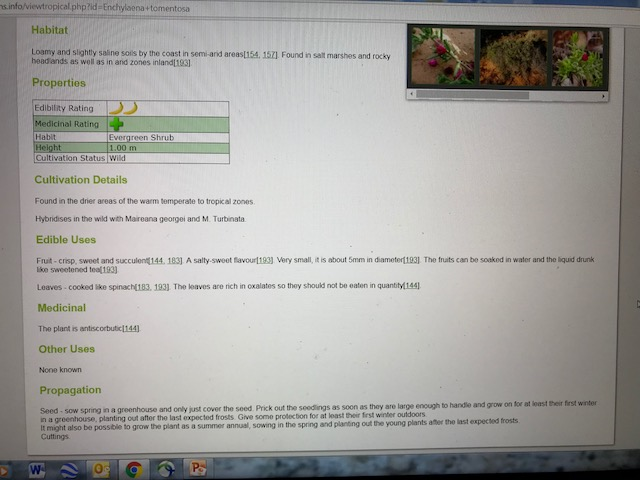 ns.info/viewtropical.php?id=Enchylaena+tomentosa
Habitat
Loamy and slightly saline soils by the coast in semi-arid areas[154, 157]. Found in salt marshes and rocky
headlands as well as in arid zones inland[193].
Properties
Edibility Rating
Medicinal Rating
Habit Evergreen Shrub
Height 1.00 m
Cultivation Status Wild
Cultivation Details
Found in the drier areas of the warm temperate to tropical zones.
Hybridises in the wild with Maireana georgei and M. Turbinata.
Edible Uses
Fruit - crisp, sweet and succulent[144, 183]. A salty-sweet flavour[193]. Very small, it is about 5mm in diameter[193]. The fruits can be soaked in water and the liquid drunk
like sweetened tea[193].
Leaves - cooked like spinach[183, 193]. The leaves are rich in oxalates so they should not be eaten in quantity[144].
Medicinal
The plant is antiscorbutic[144].
Other Uses
None known
Propagation
Seed - sow spring in a greenhouse and only just cover the seed. Prick out the seedlings as soon as they are large enough to handle and grow on for at least their first winter
in a greenhouse, planting out after the last expected frosts. Give some protection for at least their first winter outdoors.
It might also be possible to grow the plant as a summer annual, sowing in the spring and planting out the young plants after the last expected frosts.
Cuttings.
W
O
P